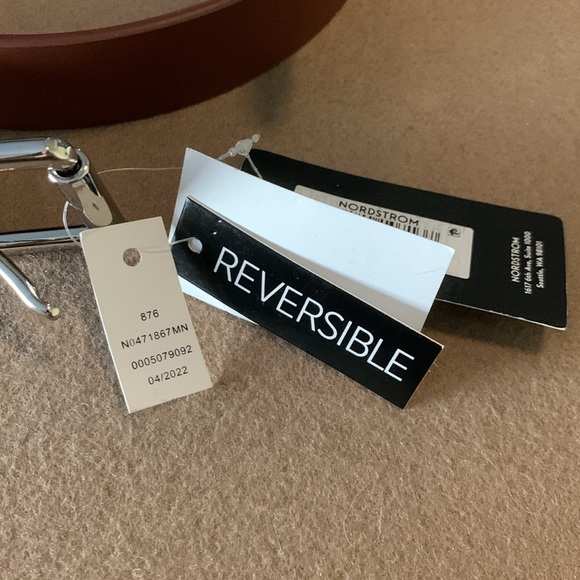 876
N0471867MN
0005079092
04/2022
REVERSIBLE
NORDSTROM
NORDSTROM
1617 6th Ave, Suite 1000
Seattle, WA 98101